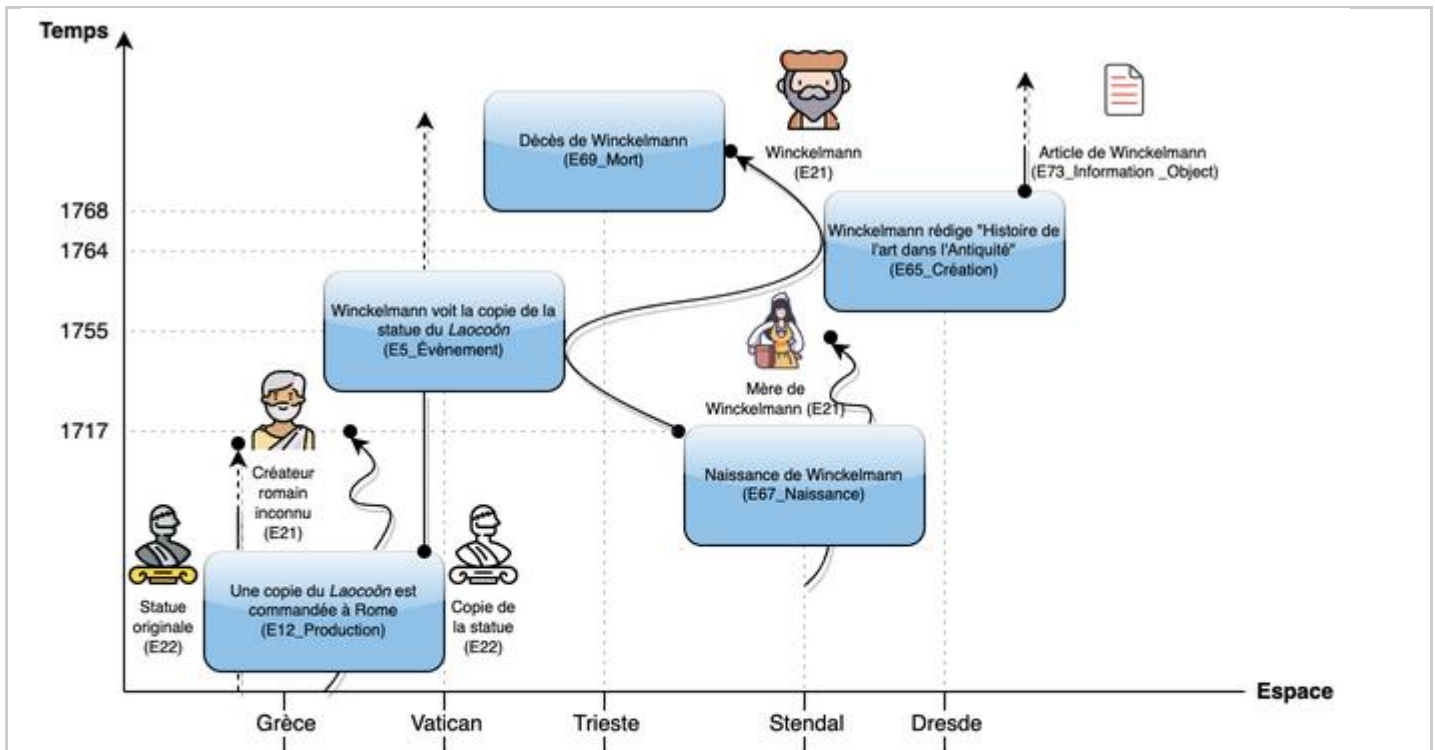 Temps
Décès de Winckelmann
(E69_Mort)
Winckelmann
(E21)
Article de Winckelmann
(E73_Information _Object)
1768
1764
1755
1717
Winckelmann rédige "Histoire de
l'art dans l'Antiquité"
(E65_Création)
Winckelmann voit la copie de la
statue du Laocoôn
(E5_Évènement)
Mère de
Winckelmann (E21)
Créateur
romain
inconnu
(E21)
Naissance de Winckelmann
(E67_Naissance)
Statue
originale
(E22)
Une copie du Laocoôn est
commandée à Rome
(E12_Production)
Copie de
la statue
(E22)
Espace
Grèce
Vatican
Trieste
Stendal
Dresde